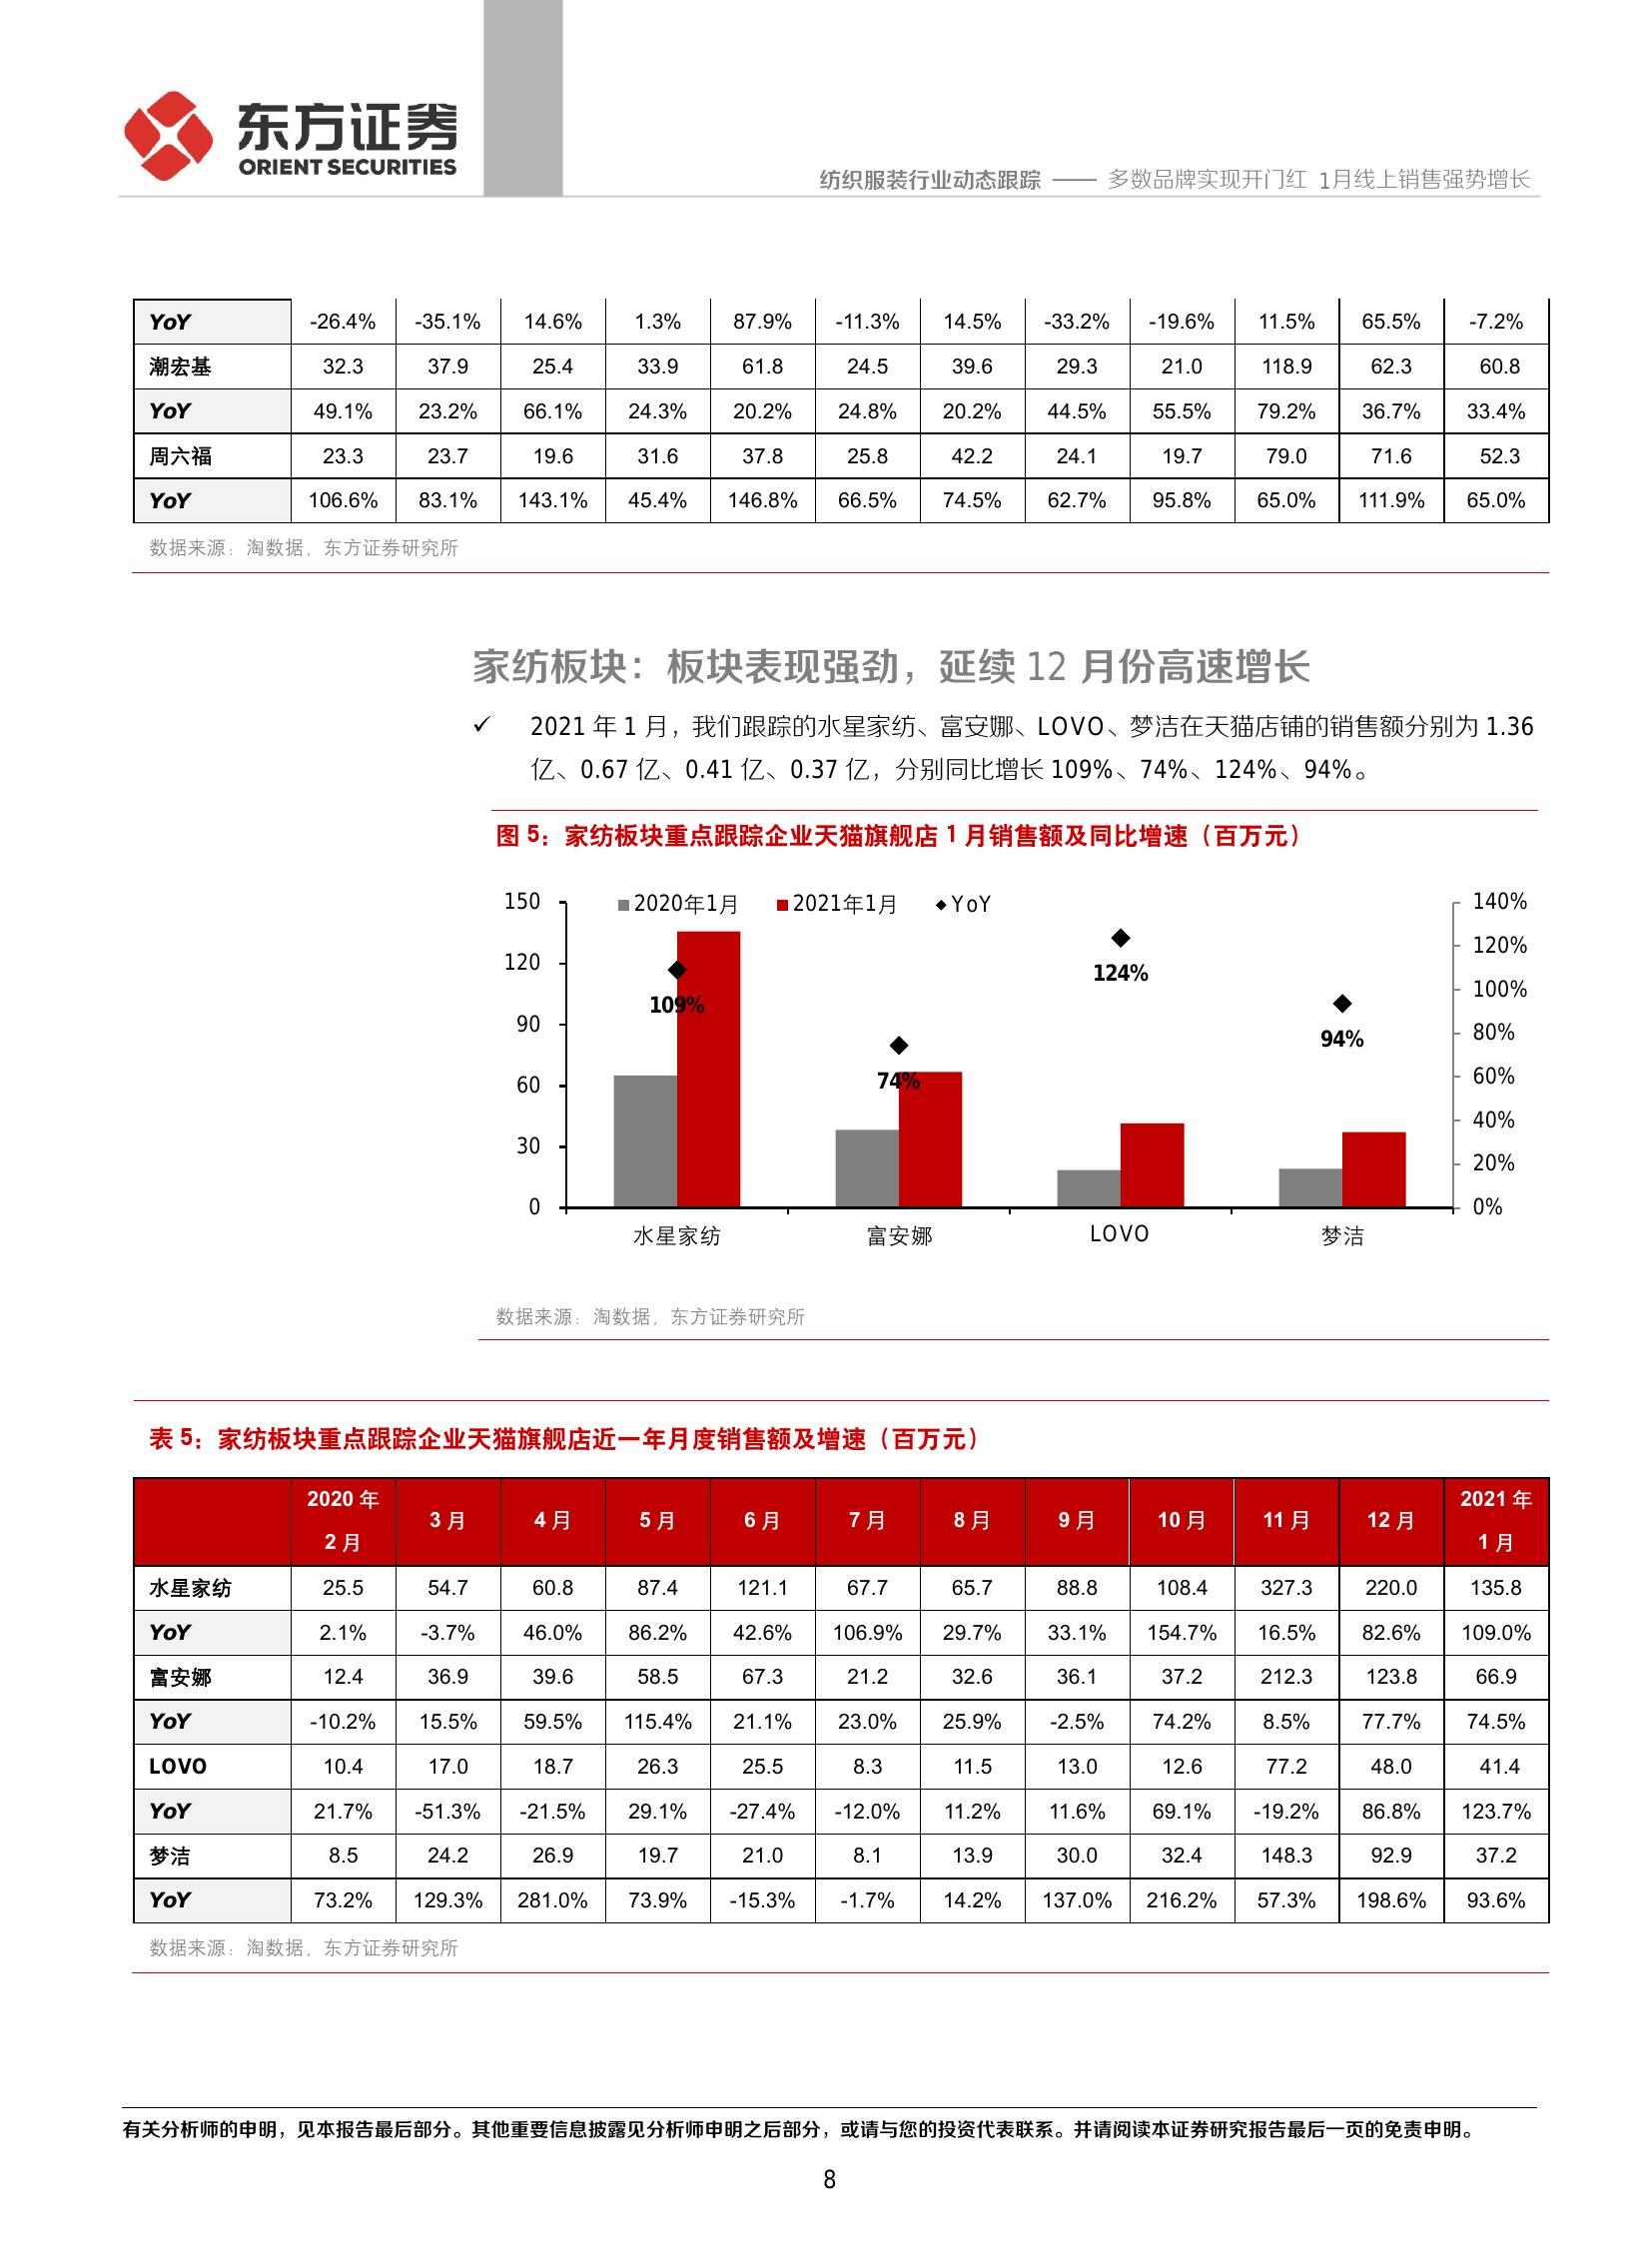 东方证券
ORIENT SECURITIES
纺织服装行业动态跟踪 —— 多数品牌实现开门红 1月线上销售强势增长
YoY -26.4% -35.1% 14.6% 1.3% 87.9% -11.3% 14.5% -33.2% -19.6% 11.5% 65.5% -7.2%
潮宏基 32.3 37.9 25.4 33.9 61.8 24.5 39.6 29.3 21.0 118.9 62.3 60.8
YoY 49.1% 23.2% 66.1% 24.3% 20.2% 24.8% 20.2% 44.5% 55.5% 79.2% 36.7% 33.4%
周六福 23.3 23.7 19.6 31.6 37.8 25.8 42.2 24.1 19.7 79.0 71.6 52.3
YoY 106.6% 83.1% 143.1% 45.4% 146.8% 66.5% 74.5% 62.7% 95.8% 65.0% 111.9% 65.0%
数据来源：淘数据，东方证券研究所
家纺板块：板块表现强劲，延续 12 月份高速增长
✓ 2021 年 1 月，我们跟踪的水星家纺、富安娜、LOVO、梦洁在天猫店铺的销售额分别为 1.36
亿、0.67 亿、0.41 亿、0.37 亿，分别同比增长 109%、74%、124%、94%。
图 5：家纺板块重点跟踪企业天猫旗舰店 1 月销售额及同比增速（百万元）
150 2020年1月 2021年1月 YoY 140%
120%
120
124%
100%
109%
90
80%
94%
60 74% 60%
40%
30
20%
0 0%
水星家纺 富安娜 LOVO 梦洁
数据来源：淘数据，东方证券研究所
表 5：家纺板块重点跟踪企业天猫旗舰店近一年月度销售额及增速（百万元）
2020 年 2021 年
3 月 4 月 5 月 6 月 7 月 8 月 9 月 10 月 11 月 12 月
2 月 1 月
水星家纺 25.5 54.7 60.8 87.4 121.1 67.7 65.7 88.8 108.4 327.3 220.0 135.8
YoY 2.1% -3.7% 46.0% 86.2% 42.6% 106.9% 29.7% 33.1% 154.7% 16.5% 82.6% 109.0%
富安娜 12.4 36.9 39.6 58.5 67.3 21.2 32.6 36.1 37.2 212.3 123.8 66.9
YoY -10.2% 15.5% 59.5% 115.4% 21.1% 23.0% 25.9% -2.5% 74.2% 8.5% 77.7% 74.5%
LOVO 10.4 17.0 18.7 26.3 25.5 8.3 11.5 13.0 12.6 77.2 48.0 41.4
YoY 21.7% -51.3% -21.5% 29.1% -27.4% -12.0% 11.2% 11.6% 69.1% -19.2% 86.8% 123.7%
梦洁 8.5 24.2 26.9 19.7 21.0 8.1 13.9 30.0 32.4 148.3 92.9 37.2
YoY 73.2% 129.3% 281.0% 73.9% -15.3% -1.7% 14.2% 137.0% 216.2% 57.3% 198.6% 93.6%
数据来源：淘数据，东方证券研究所
有关分析师的申明，见本报告最后部分。其他重要信息披露见分析师申明之后部分，或请与您的投资代表联系。并请阅读本证券研究报告最后一页的免责申明。
8